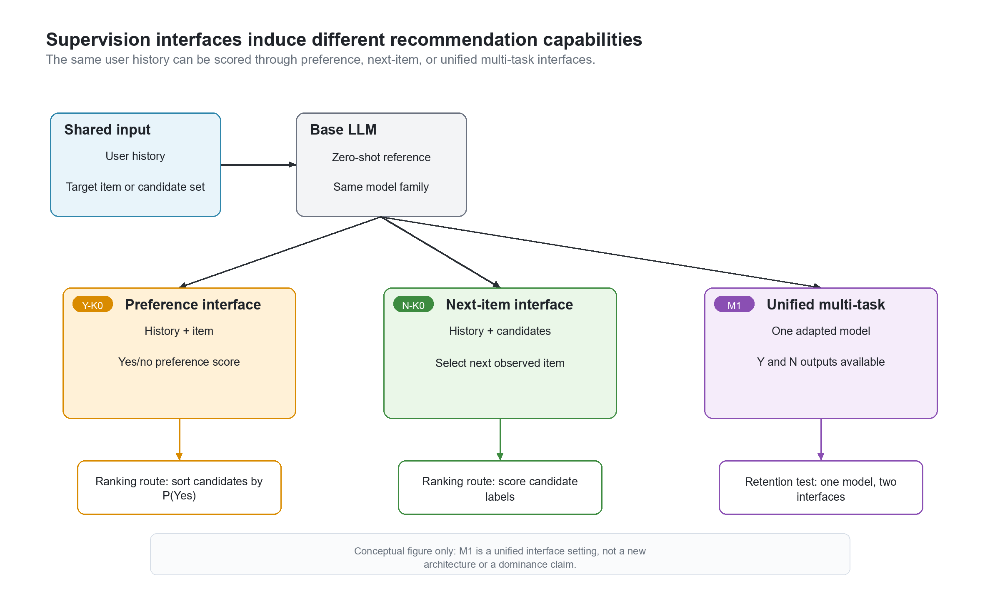 Supervision interfaces induce different recommendation capabilities
The same user history can be scored through preference, next-item, or unified multi-task interfaces.
Shared input
User history
Target item or candidate set
Base LLM
Zero-shot reference
Same model family
Y-K0
Preference interface
History + item
Yes/no preference score
N-K0
Next-item interface
History + candidates
Select next observed item
M1
Unified multi-task
One adapted model
Y and N outputs available
Ranking route: sort candidates by
P(Yes)
Ranking route: score candidate
labels
Retention test: one model, two
interfaces
Conceptual figure only: M1 is a unified interface setting, not a new
architecture or a dominance claim.